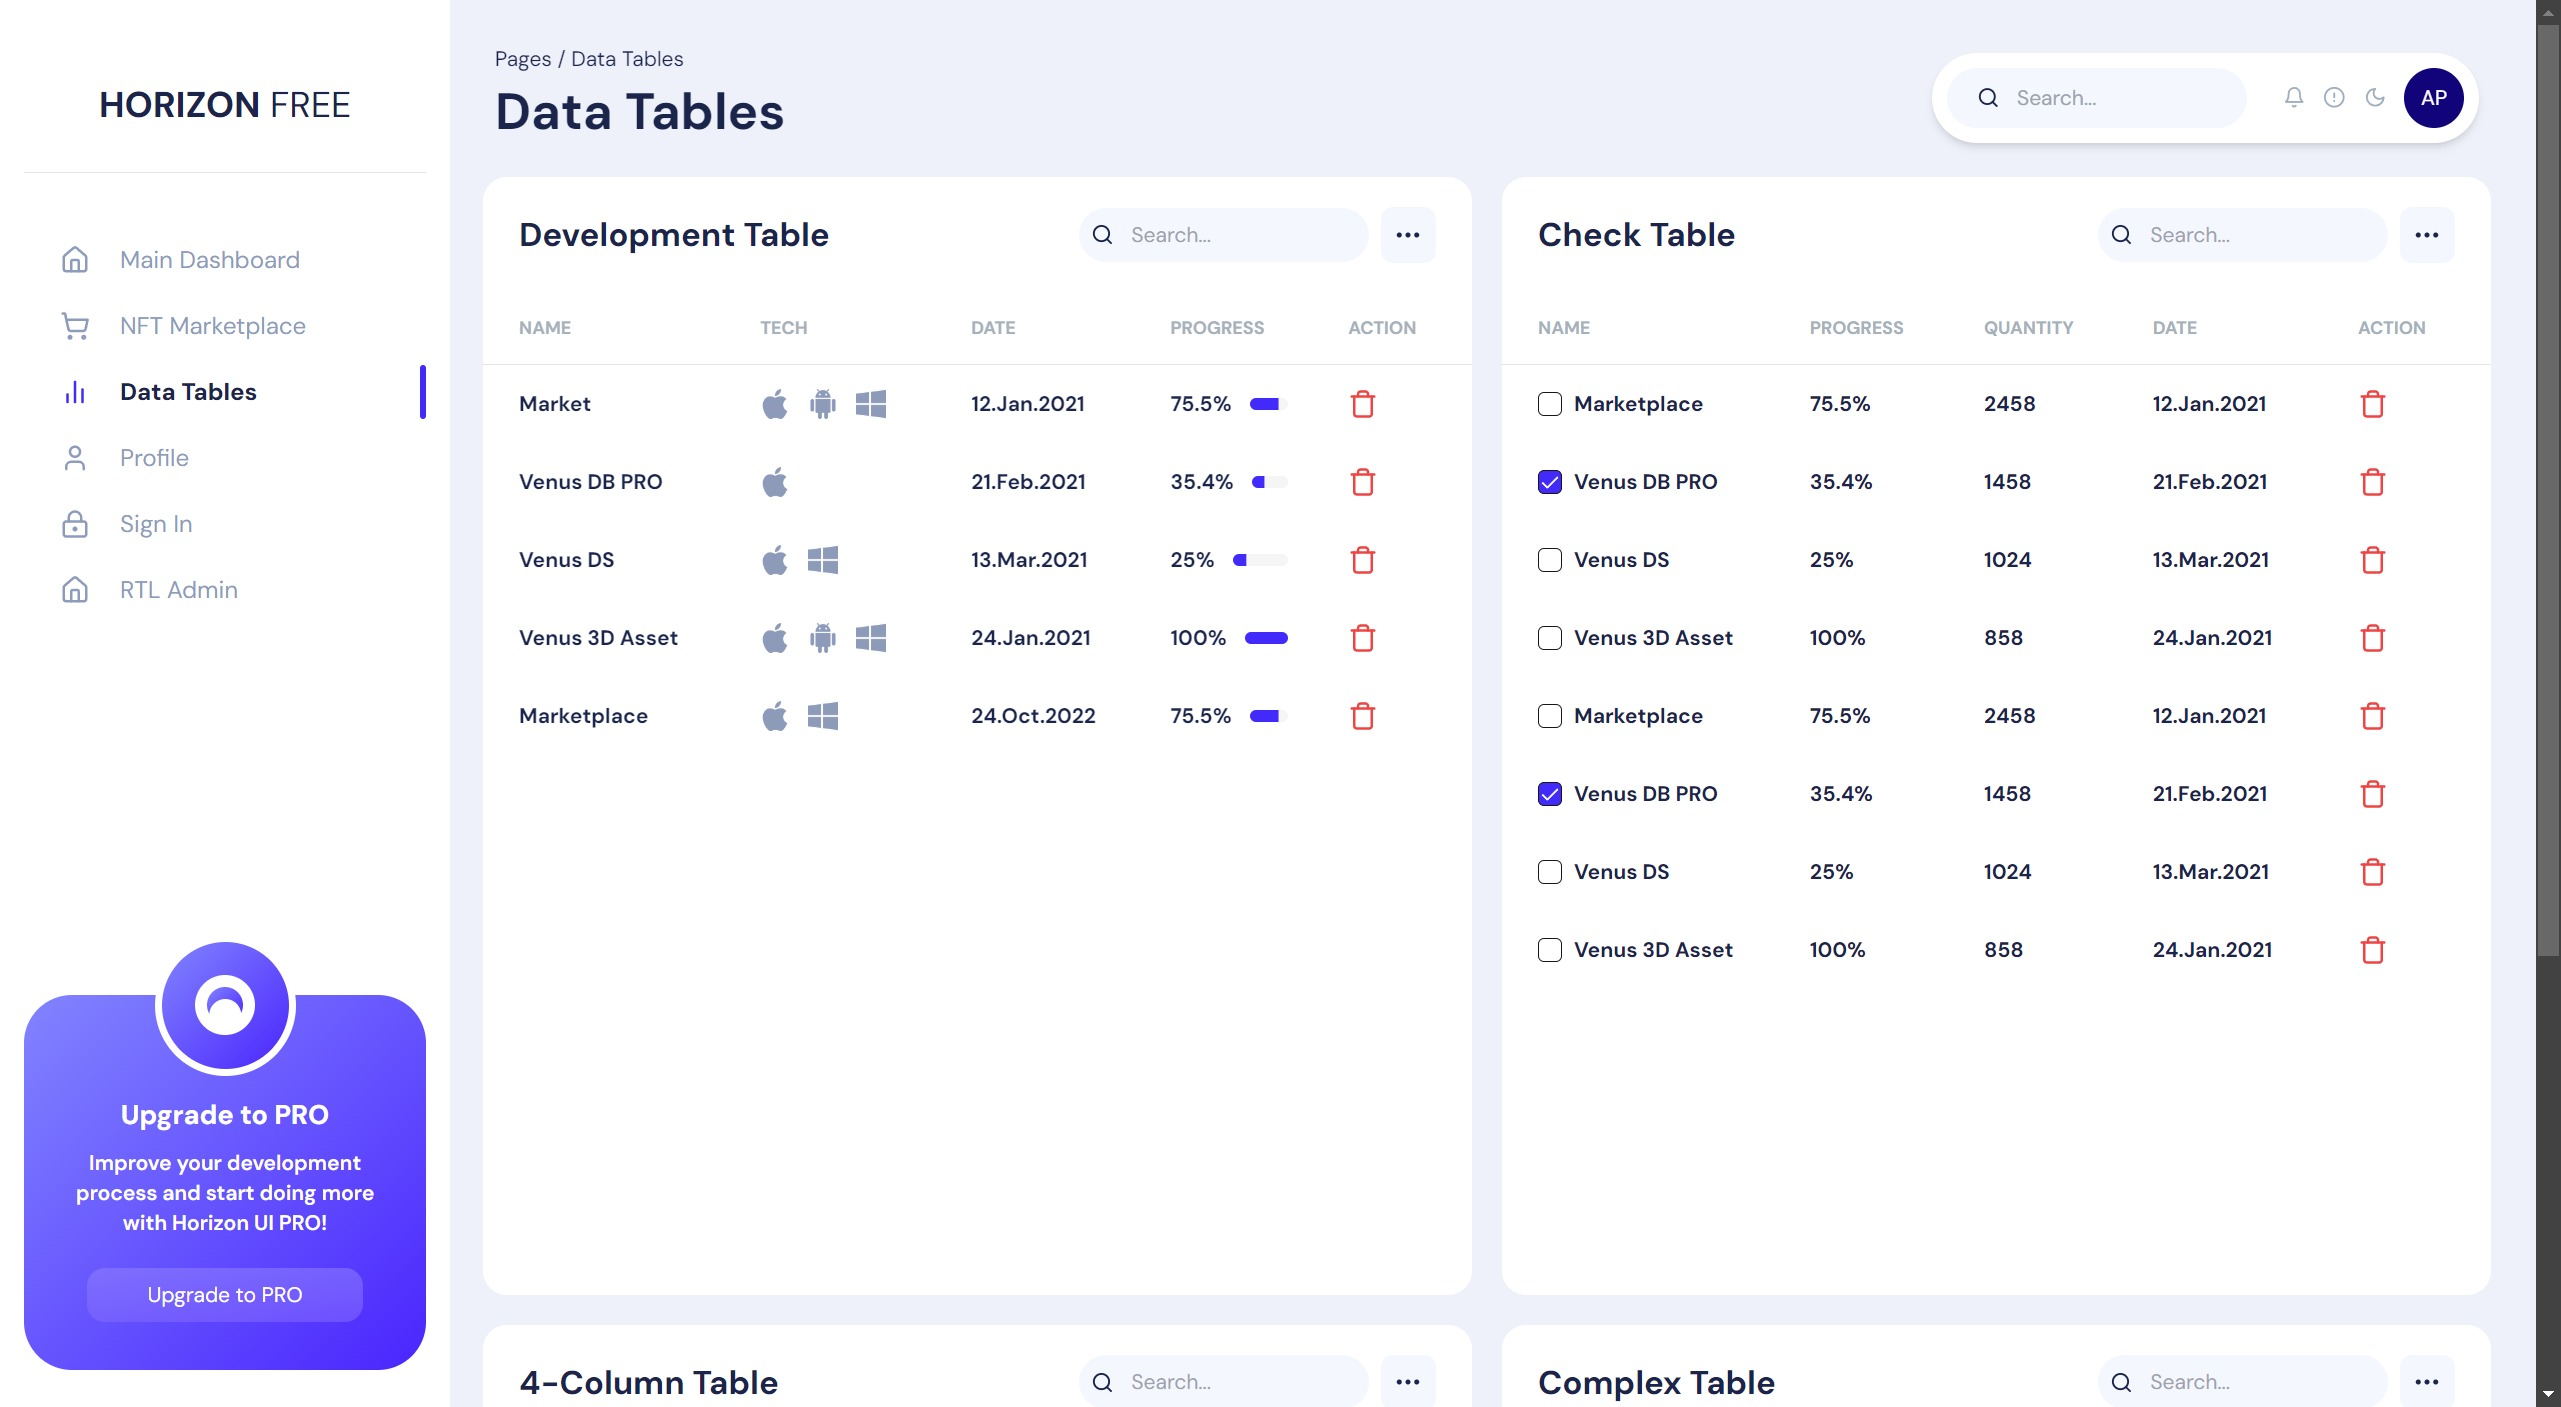 HORIZON FREE
Main Dashboard
NFT Marketplace
Data Tables
Profile
Sign In
RTL Admin
Upgrade to PRO
Improve your development
process and start doing more
with Horizon UI PRO!
Upgrade to PRO
Pages / Data Tables
Data Tables
Search...
AP
Development Table
Search...
NAME TECH DATE PROGRESS ACTION
Market 12.Jan.2021 75.5%
Venus DB PRO 21.Feb.2021 35.4%
Venus DS 13.Mar.2021 25%
Venus 3D Asset 24.Jan.2021 100%
Marketplace 24.Oct.2022 75.5%
Check Table
Search...
NAME PROGRESS QUANTITY DATE ACTION
Marketplace 75.5% 2458 12.Jan.2021
Venus DB PRO 35.4% 1458 21.Feb.2021
Venus DS 25% 1024 13.Mar.2021
Venus 3D Asset 100% 858 24.Jan.2021
Marketplace 75.5% 2458 12.Jan.2021
Venus DB PRO 35.4% 1458 21.Feb.2021
Venus DS 25% 1024 13.Mar.2021
Venus 3D Asset 100% 858 24.Jan.2021
4-Column Table
Search...
Complex Table
Search...